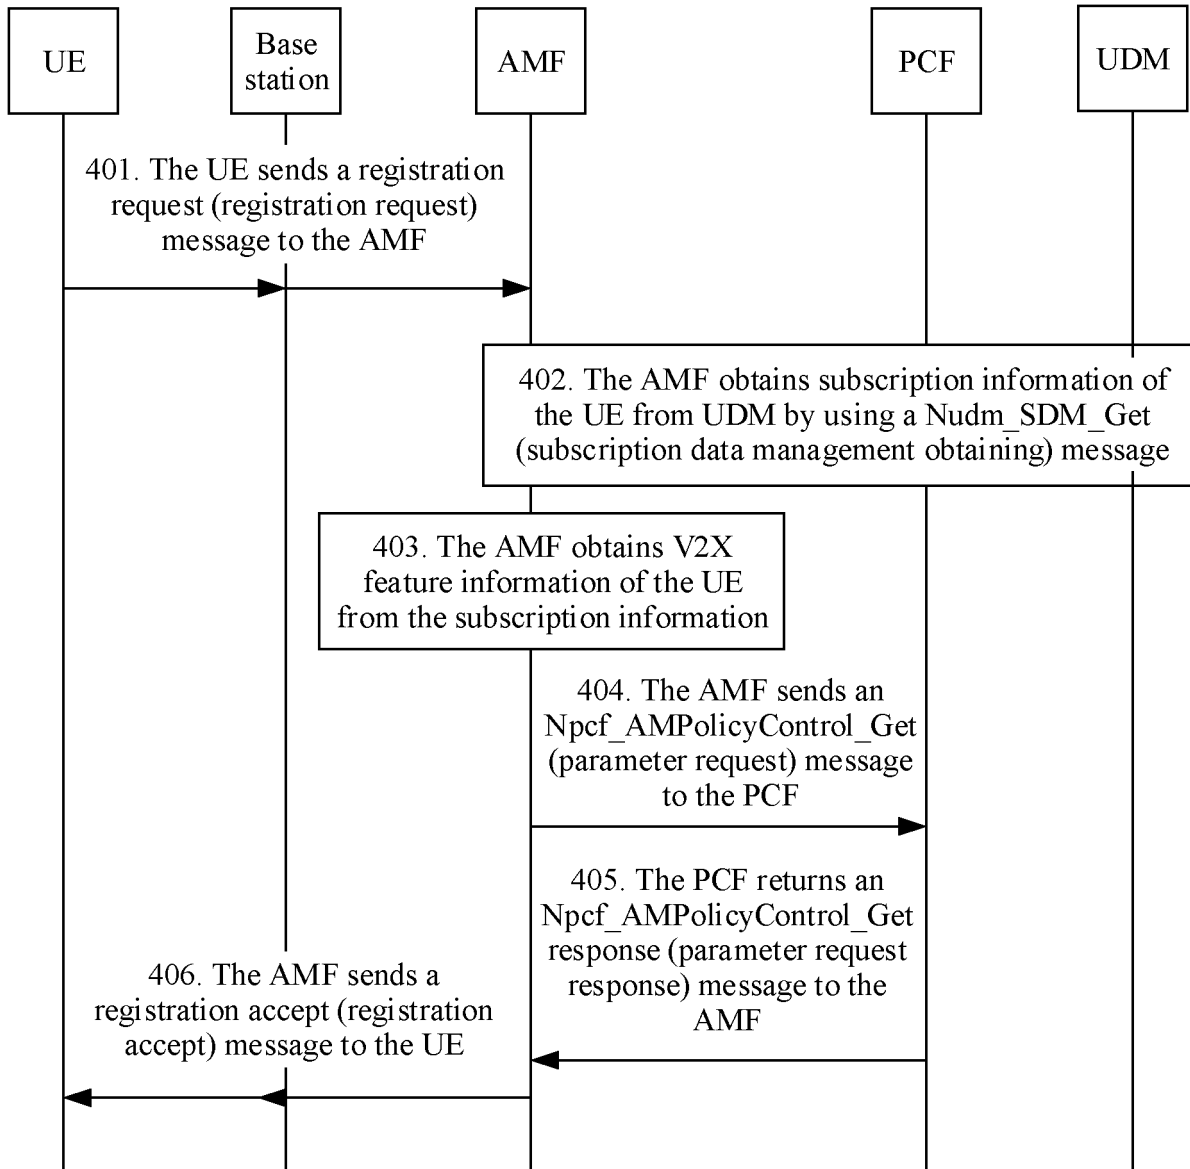 UE
Base
station
AMF
PCF
UDM
401. The UE sends a registration
request (registration request)
message to the AMF
402. The AMF obtains subscription information of
the UE from UDM by using a Nudm_SDM_Get
(subscription data management obtaining) message
403. The AMF obtains V2X
feature information of the UE
from the subscription information
404. The AMF sends an
Npcf_AMPolicyControl_Get
(parameter request) message
to the PCF
405. The PCF returns an
Npcf_AMPolicyControl_Get
response (parameter request
response) message to the
AMF
406. The AMF sends a
registration accept (registration
accept) message to the UE